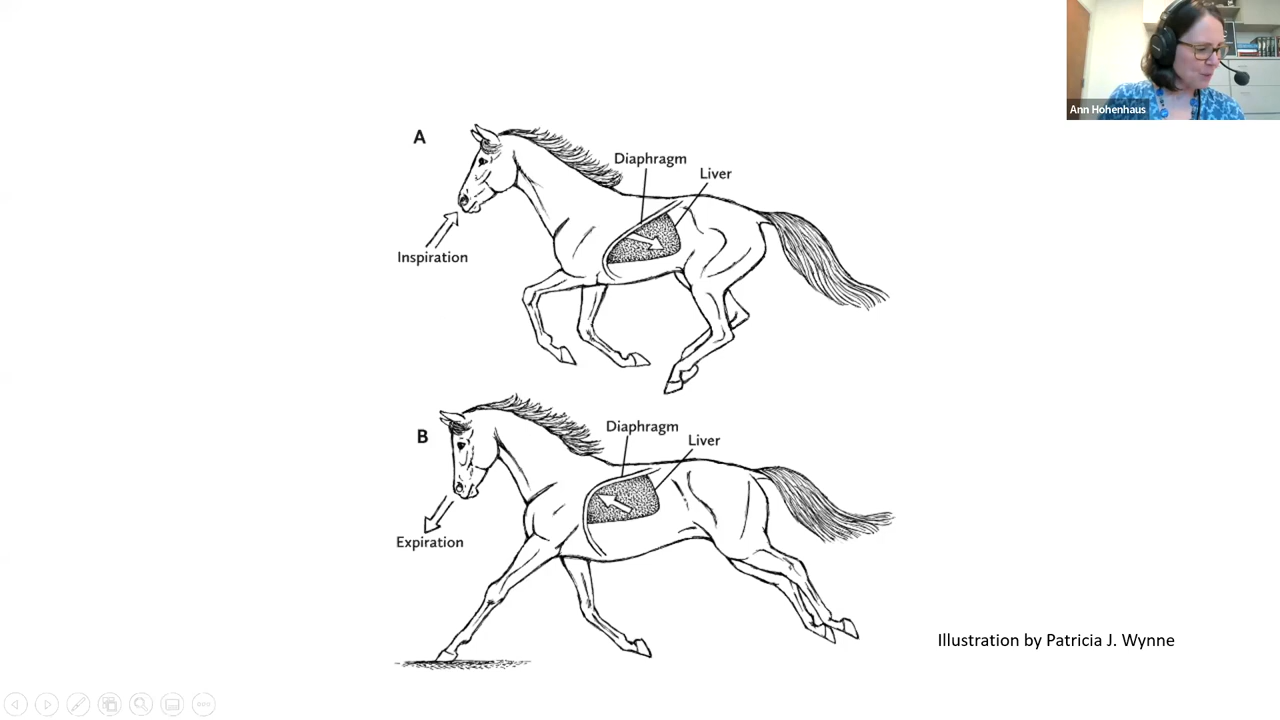 Ann Hohenhaus
A
Diaphragm
Liver
Inspiration
B
Diaphragm
Liver
Expiration
Illustration by Patricia J. Wynne